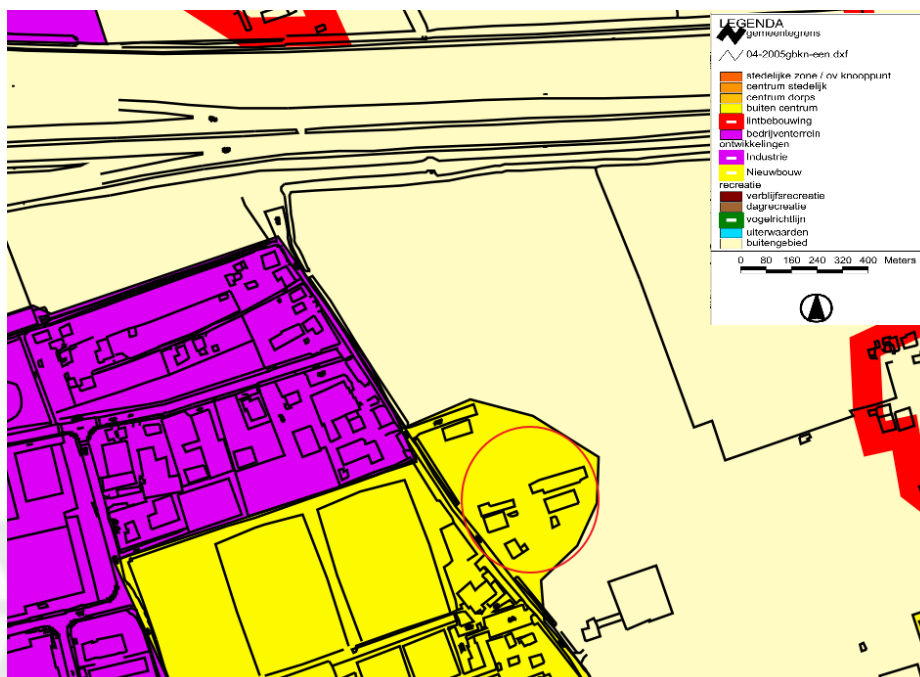 LEGENDA
gemeentegrens
04-2005gbkn-een.dxf
stedelijke zone / ov knooppunt
centrum stedelijk
centrum dorps
buiten centrum
lintbebouwing
bedrijventerrein
ontwikkelingen
Industrie
Nieuwbouw
recreatie
verblijfsrecreatie
dagrecreatie
vogelrichtlijn
uiterwaarden
buitengebied
0 80 160 240 320 400 Meters